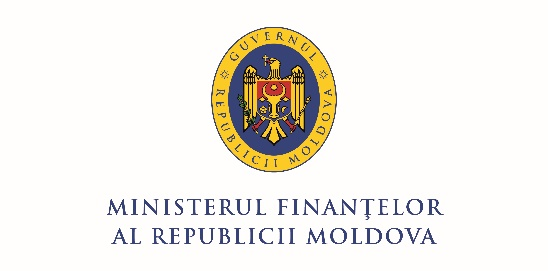 GUVERNUL
REPUBLICII MOLDOVA
MINISTERUL FINANŢELOR
AL REPUBLICII MOLDOVA